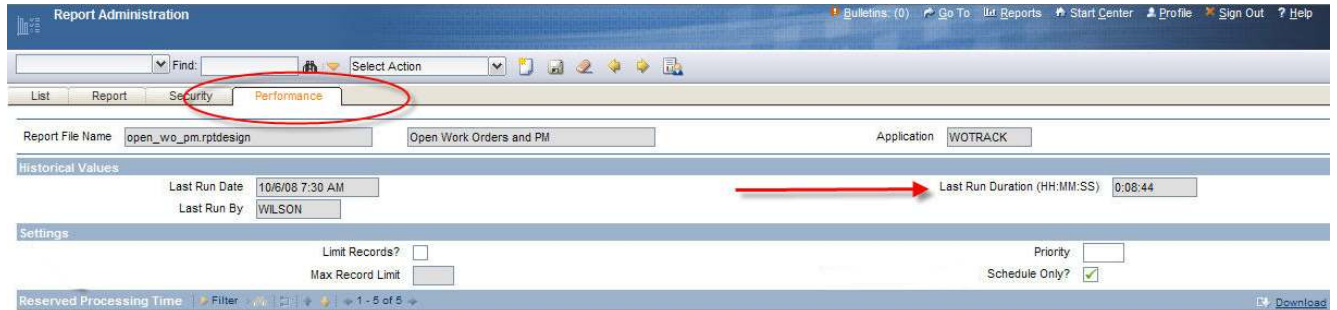 Report Administration
Bulletins: (0) Go To Reports Start Center Profile Sign Out ? Help
Find: Select Action
List Report Security Performance
Report File Name open_wo_pm.rptdesign Open Work Orders and PM Application WOTRACK
Historical Values
Last Run Date 10/6/08 7:30 AM Last Run Duration (HH:MM:SS) 0:08:44
Last Run By WILSON
Settings
Limit Records? Priority
Max Record Limit Schedule Only?
Reserved Processing Time Filter 1 - 5 of 5 Download